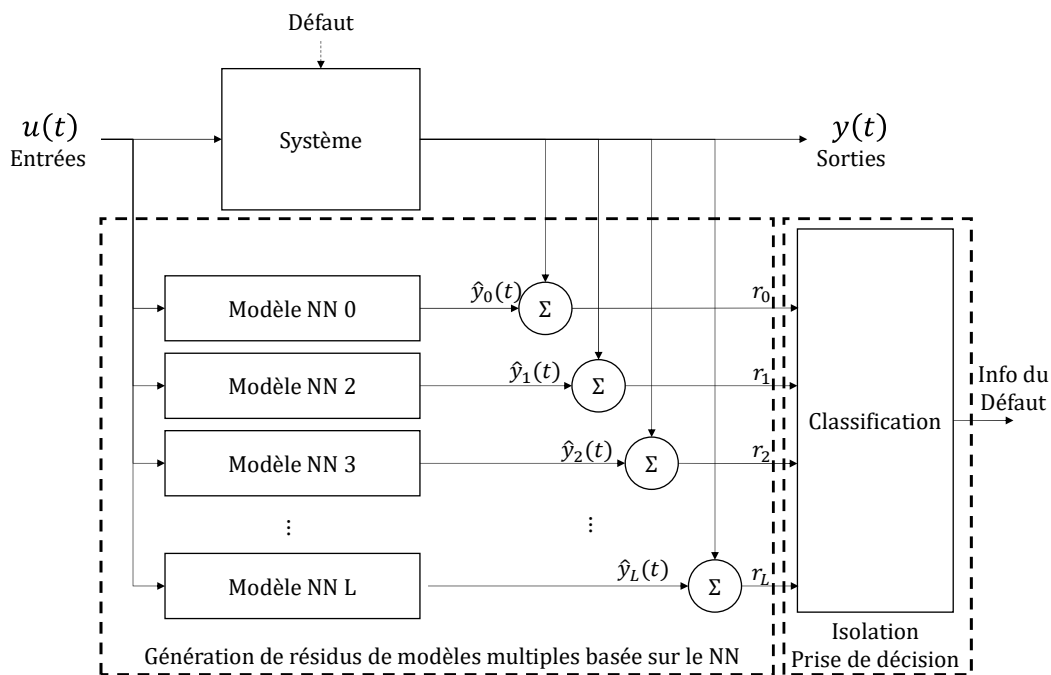 Défaut
u(t)
Entrées
Système
y(t)
Sorties
Modèle NN 0
ŷ₀(t)
Σ
r₀
Modèle NN 2
ŷ₁(t)
Σ
r₁
Modèle NN 3
ŷ₂(t)
Σ
r₂
⋮
⋮
Modèle NN L
ŷ_L(t)
Σ
r_L
Classification
Info du
Défaut
Génération de résidus de modèles multiples basée sur le NN
Isolation
Prise de décision